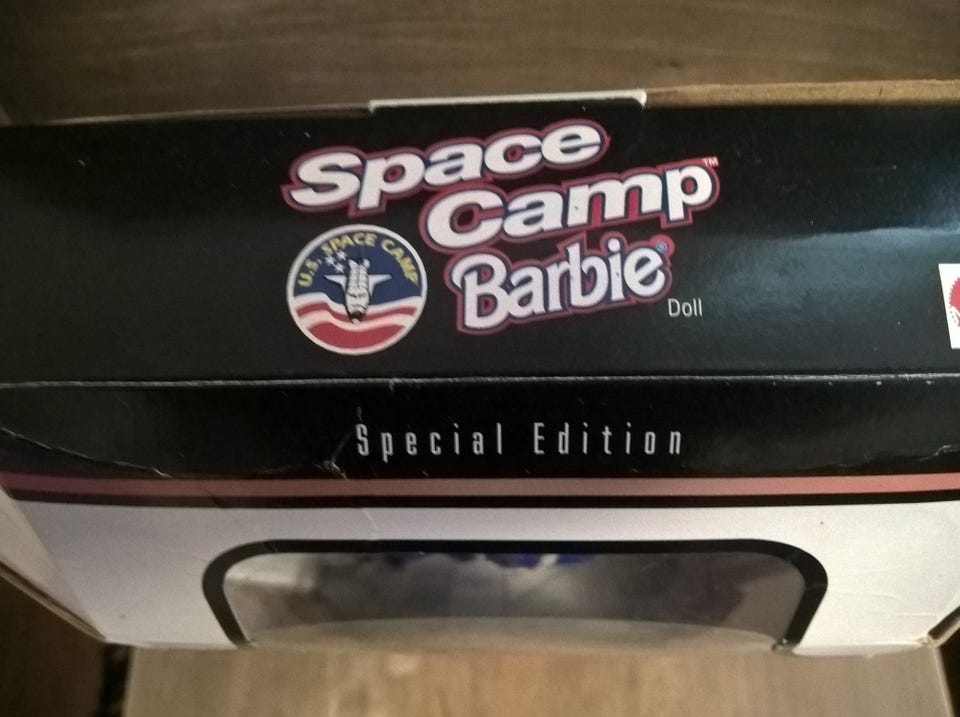 Space
Camp™
Barbie®
Doll
U.S. SPACE CAMP
Special Edition